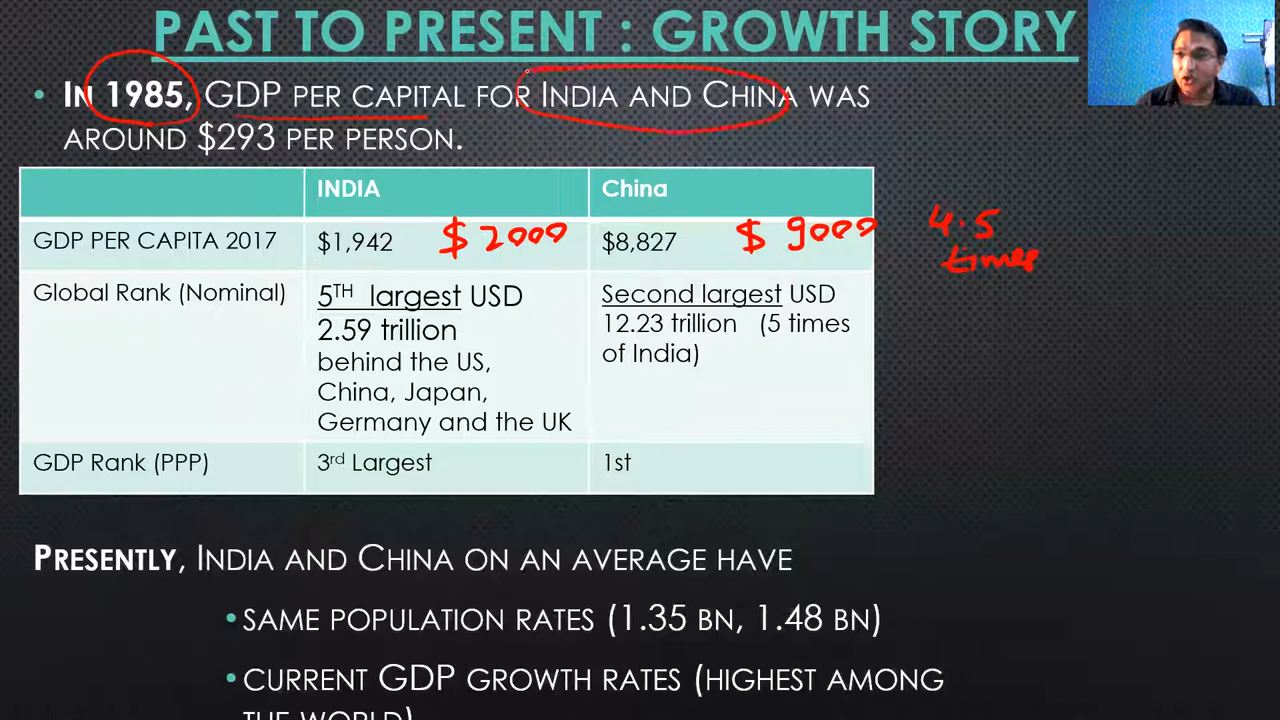 PAST TO PRESENT : GROWTH STORY
• IN 1985, GDP PER CAPITAL FOR INDIA AND CHINA WAS
AROUND $293 PER PERSON.
INDIA China
GDP PER CAPITA 2017 $1,942 $ 2000 $8,827 $ 9000 4.5
times
Global Rank (Nominal) 5TH largest USD
2.59 trillion
behind the US,
China, Japan,
Germany and the UK
Second largest USD
12.23 trillion (5 times
of India)
GDP Rank (PPP) 3rd Largest 1st
PRESENTLY, INDIA AND CHINA ON AN AVERAGE HAVE
• SAME POPULATION RATES (1.35 BN, 1.48 BN)
• CURRENT GDP GROWTH RATES (HIGHEST AMONG
THE WORLD)